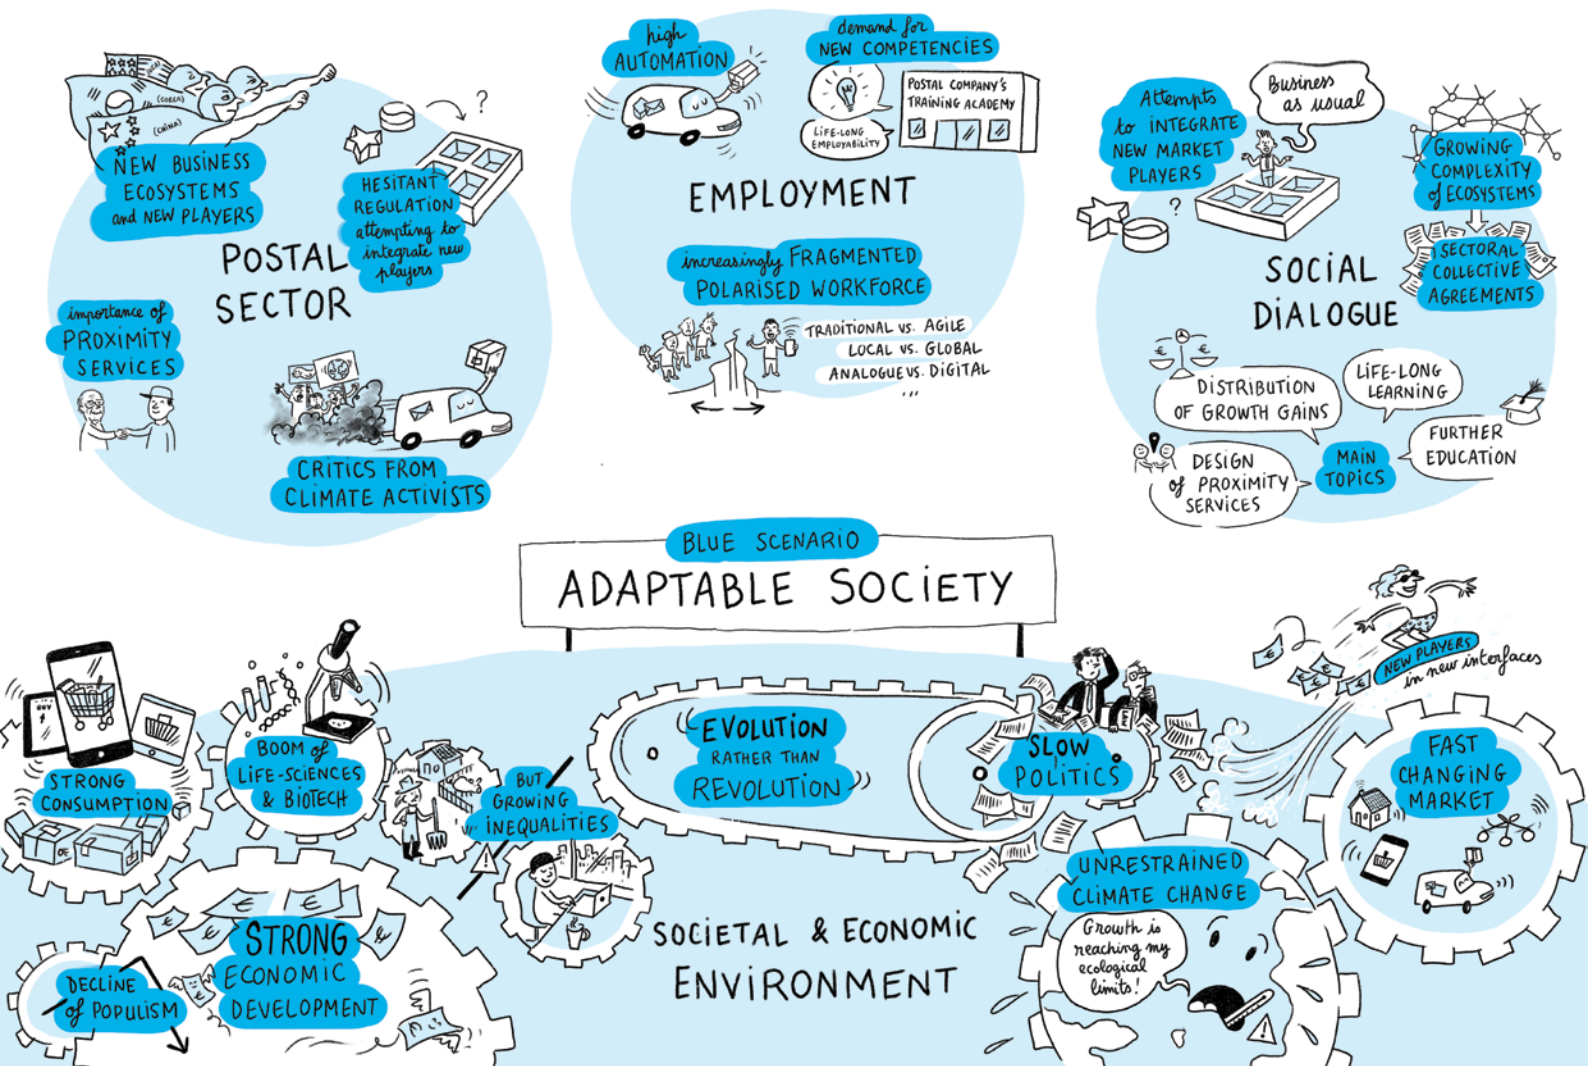 (USA)
(COREA)
(CHINA)
NEW BUSINESS
ECOSYSTEMS
and NEW PLAYERS
?
HESITANT
REGULATION
attempting to
integrate new
players
POSTAL
SECTOR
importance of
PROXIMITY
SERVICES
CRITICS FROM
CLIMATE ACTIVISTS
high
AUTOMATION
demand for
NEW COMPETENCIES
POSTAL COMPANY'S
TRAINING ACADEMY
LIFE-LONG
EMPLOYABILITY
EMPLOYMENT
increasingly FRAGMENTED
POLARISED WORKFORCE
TRADITIONAL vs. AGILE
LOCAL vs. GLOBAL
ANALOGUE vs. DIGITAL
...
Attempts
to INTEGRATE
NEW MARKET
PLAYERS
Business
as usual
?
GROWING
COMPLEXITY
of ECOSYSTEMS
SECTORAL
COLLECTIVE
AGREEMENTS
SOCIAL
DIALOGUE
€ €
DISTRIBUTION
OF GROWTH GAINS
LIFE-LONG
LEARNING
FURTHER
EDUCATION
DESIGN
of PROXIMITY
SERVICES
MAIN
TOPICS
BLUE SCENARIO
ADAPTABLE SOCIETY
BUY
STRONG
CONSUMPTION
BOOM of
LIFE-SCIENCES
& BIOTECH
BUT
GROWING
INEQUALITIES
"EVOLUTION
RATHER THAN
REVOLUTION"
SLOW
POLITICS
NEW PLAYERS
in new interfaces
FAST
CHANGING
MARKET
UNRESTRAINED
CLIMATE CHANGE
Growth is
reaching my
ecological
limits!
SOCIETAL & ECONOMIC
ENVIRONMENT
STRONG
ECONOMIC
DEVELOPMENT
DECLINE
of POPULISM